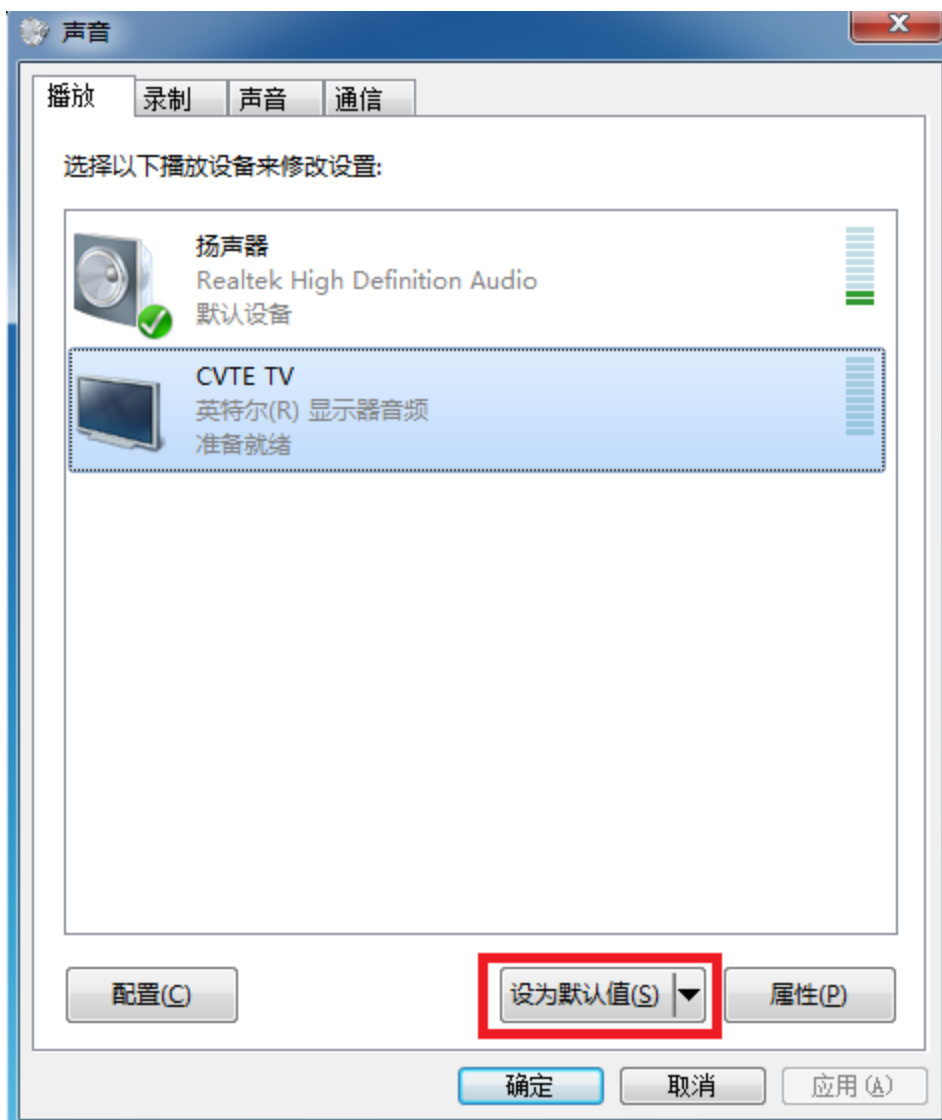 声音
播放 录制 声音 通信
选择以下播放设备来修改设置:
扬声器
Realtek High Definition Audio
默认设备
CVTE TV
英特尔(R) 显示器音频
准备就绪
配置(C) 设为默认值(S) 属性(P)
确定 取消 应用(A)